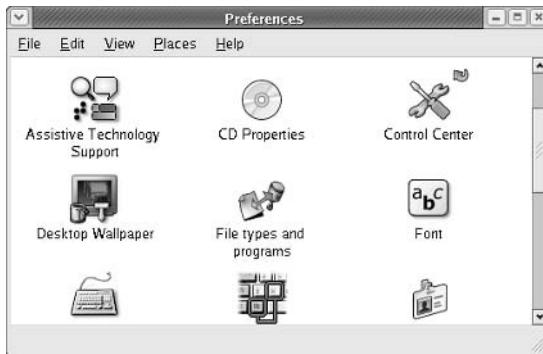 Preferences
File Edit View Places Help
Assistive Technology
Support
CD Properties
Control Center
Desktop Wallpaper
File types and
programs
Font
abc